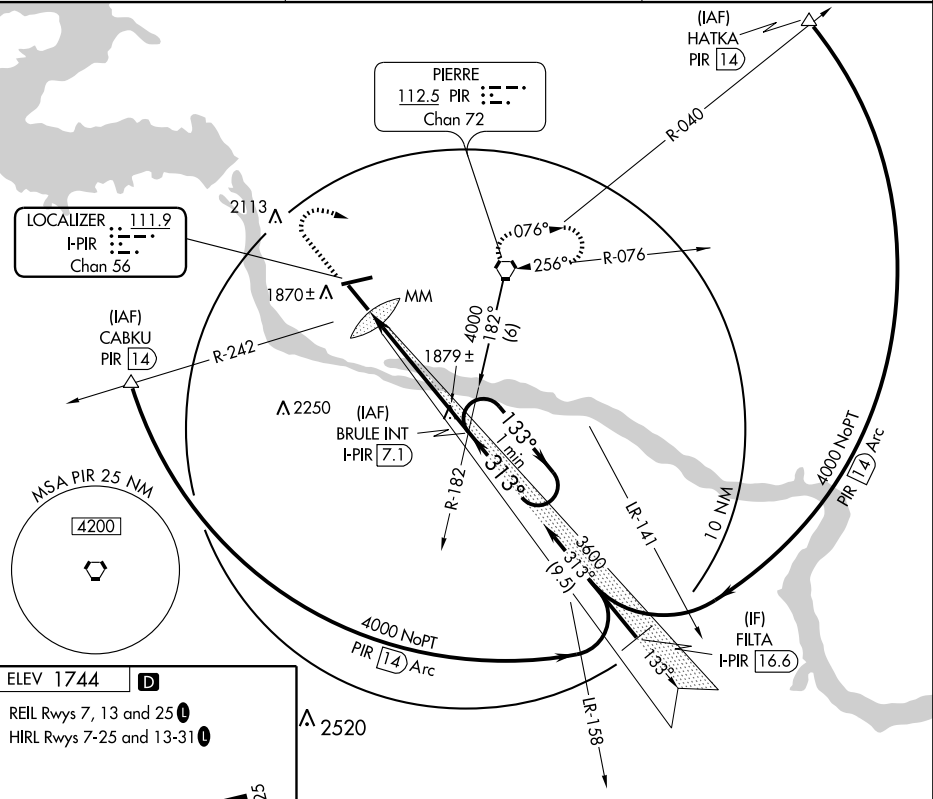 (IAF)
HATKA
PIR 14
PIERRE
112.5 PIR
Chan 72
R-040
LOCALIZER 111.9
I-PIR
Chan 56
2113
076°
256°
R-076
1870±
MM
4000
182°
(6)
(IAF)
CABKU
PIR 14
R-242
1879±
2250
(IAF)
BRULE INT
I-PIR 7.1
133°
1 min
313°
R-182
LR-141
10 NM
4000 NoPT
PIR 14 Arc
MSA PIR 25 NM
4200
3600
313°
(9.5)
4000 NoPT
PIR 14 Arc
(IF)
FILTA
I-PIR 16.6
133°
LR-158
ELEV 1744 D
REIL Rwys 7, 13 and 25 L
HIRL Rwys 7-25 and 13-31 L
2520
25